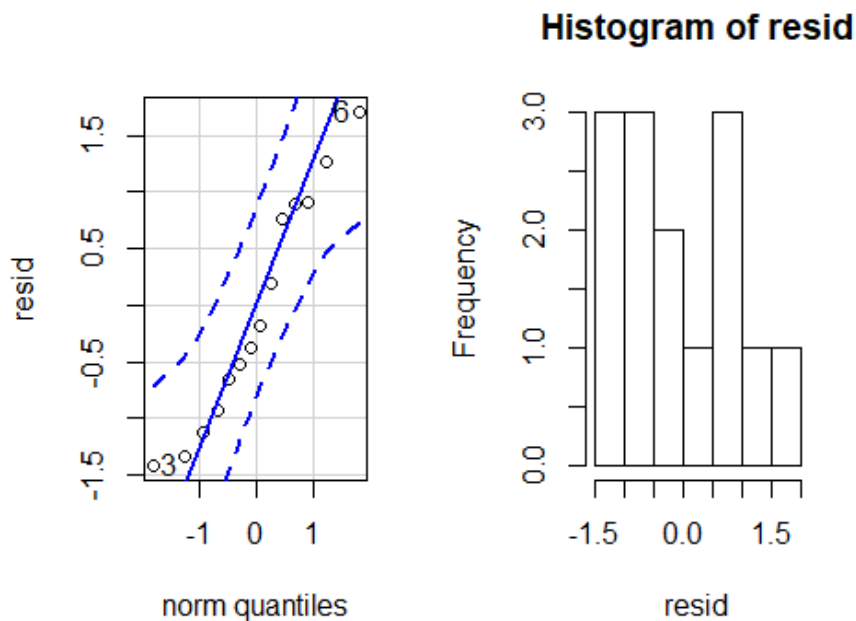 Histogram of resid
resid
1.5
0.5
-0.5
-1.5
6
3
-1 0 1
norm quantiles
Frequency
3.0
2.0
1.0
0.0
-1.5 0.0 1.5
resid